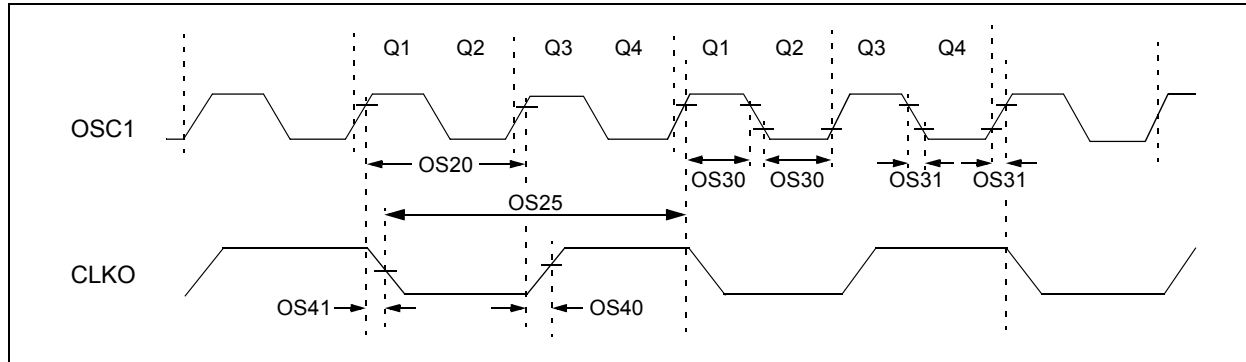 Q1 Q2 Q3 Q4 Q1 Q2 Q3 Q4
OSC1
OS20 OS30 OS30 OS31 OS31
OS25
CLKO
OS41 OS40